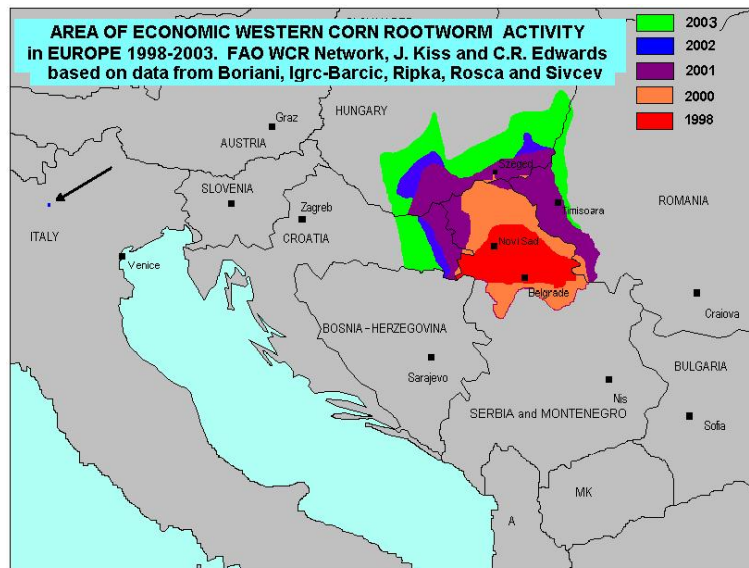 AREA OF ECONOMIC WESTERN CORN ROOTWORM ACTIVITY
in EUROPE 1998-2003. FAO WCR Network, J. Kiss and C.R. Edwards
based on data from Boriani, Igrc-Barcic, Ripka, Rosca and Sivcev
2003
2002
2001
2000
1998
HUNGARY
Graz
AUSTRIA
Szeged
SLOVENIA
ROMANIA
Timisoara
Zagreb
ITALY
CROATIA
Novi Sad
Venice
Belgrade
Craiova
BOSNIA-HERZEGOVINA
Sarajevo
BULGARIA
Nis
SERBIA and MONTENEGRO
Sofia
MK
A